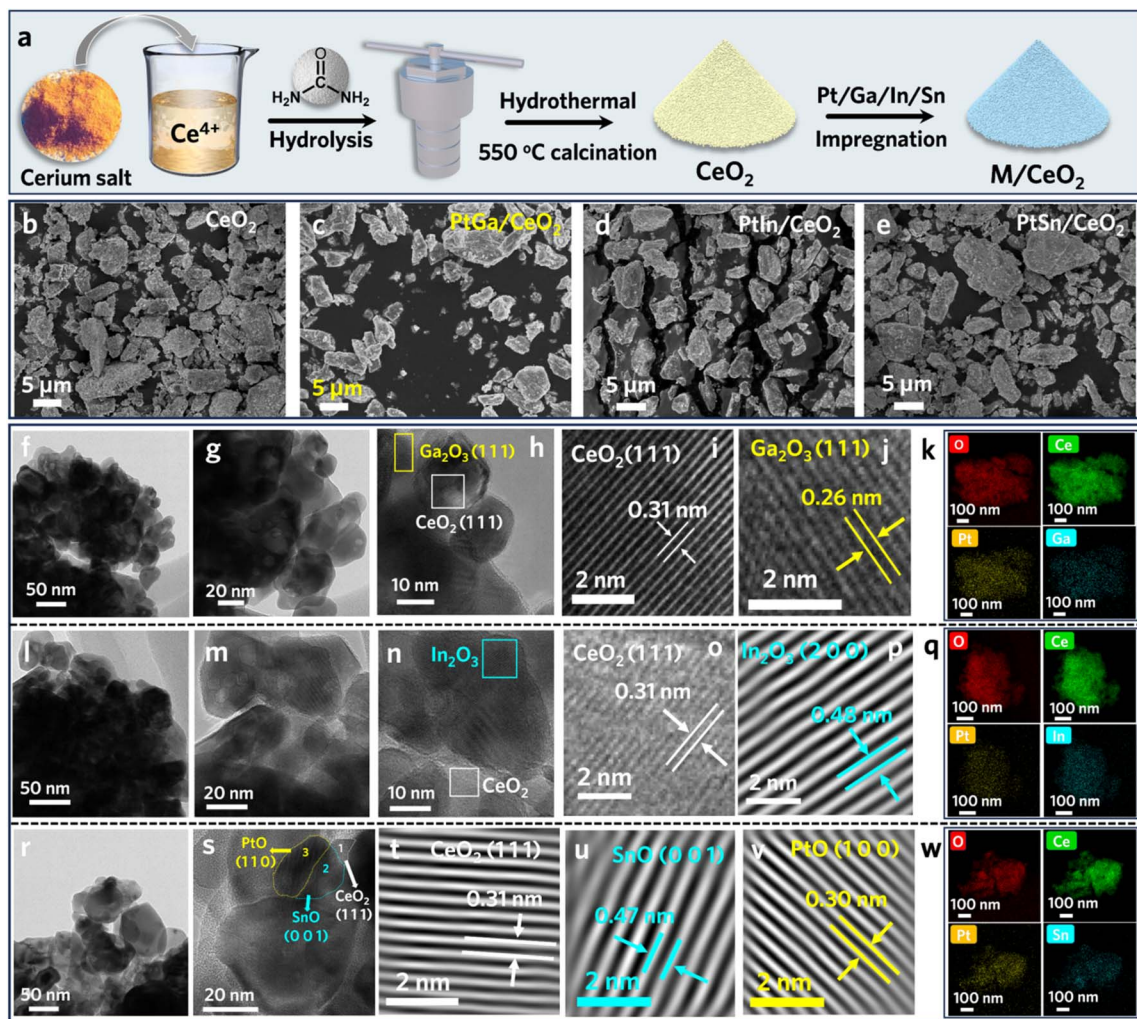 a
O
H₂N NH₂
Ce⁴⁺
Hydrolysis
Cerium salt
Hydrothermal
550 °C calcination
CeO₂
Pt/Ga/In/Sn
Impregnation
M/CeO₂
b CeO₂
5 μm
c PtGa/CeO₂
5 μm
d PtIn/CeO₂
5 μm
e PtSn/CeO₂
5 μm
f
50 nm
g
20 nm
h
Ga₂O₃ (111)
CeO₂ (111)
10 nm
i
CeO₂ (111)
0.31 nm
2 nm
j
Ga₂O₃ (111)
0.26 nm
2 nm
k
O
100 nm
Ce
100 nm
Pt
100 nm
Ga
100 nm
l
50 nm
m
20 nm
n
In₂O₃
CeO₂
10 nm
o
CeO₂ (111)
0.31 nm
2 nm
p
In₂O₃ (2 0 0)
0.48 nm
2 nm
q
O
100 nm
Ce
100 nm
Pt
100 nm
In
100 nm
r
50 nm
s
PtO
(1 1 0)
3
1
2
CeO₂
(1 1 1)
SnO
(0 0 1)
20 nm
t
CeO₂ (111)
0.31 nm
2 nm
u
SnO (0 0 1)
0.47 nm
2 nm
v
PtO (1 0 0)
0.30 nm
2 nm
w
O
100 nm
Ce
100 nm
Pt
100 nm
Sn
100 nm